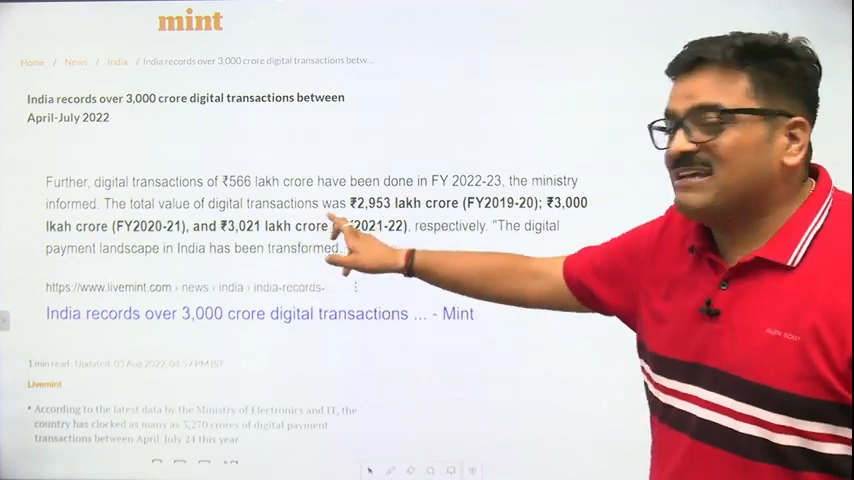 mint
Home / News / India / India records over 3,000 crore digital transactions betw...
India records over 3,000 crore digital transactions between
April-July 2022
Further, digital transactions of ₹566 lakh crore have been done in FY 2022-23, the ministry
informed. The total value of digital transactions was ₹2,953 lakh crore (FY2019-20); ₹3,000
lkah crore (FY2020-21), and ₹3,021 lakh crore 2021-22), respectively. "The digital
payment landscape in India has been transformed.
https://www.livemint.com › news › india › india-records-...
India records over 3,000 crore digital transactions ... - Mint
1 min read Updated: 03 Aug 2022, 04:57 PM IST
Livemint
• According to the latest data by the Ministry of Electronics and IT, the
country has clocked as many as 3,270 crores of digital payment
transactions between April-July 24 this year